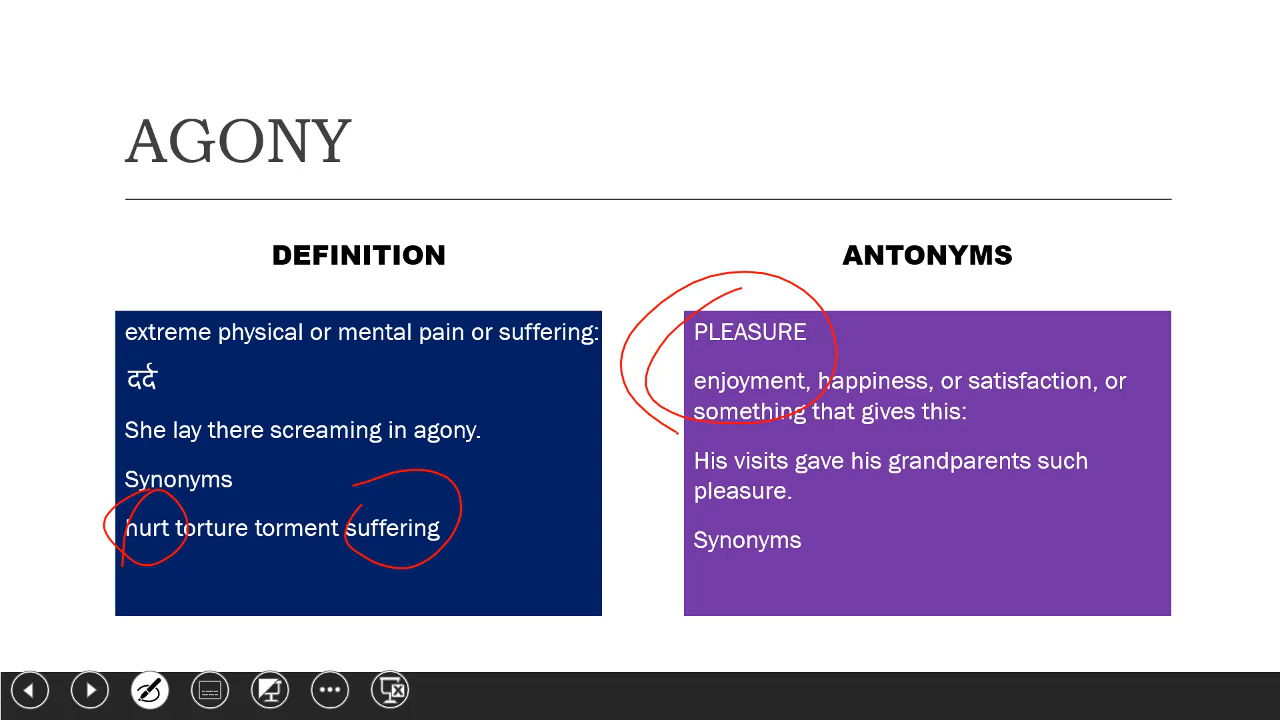 AGONY
DEFINITION
extreme physical or mental pain or suffering:
दर्द
She lay there screaming in agony.
Synonyms
hurt torture torment suffering
ANTONYMS
PLEASURE
enjoyment, happiness, or satisfaction, or
something that gives this:
His visits gave his grandparents such
pleasure.
Synonyms